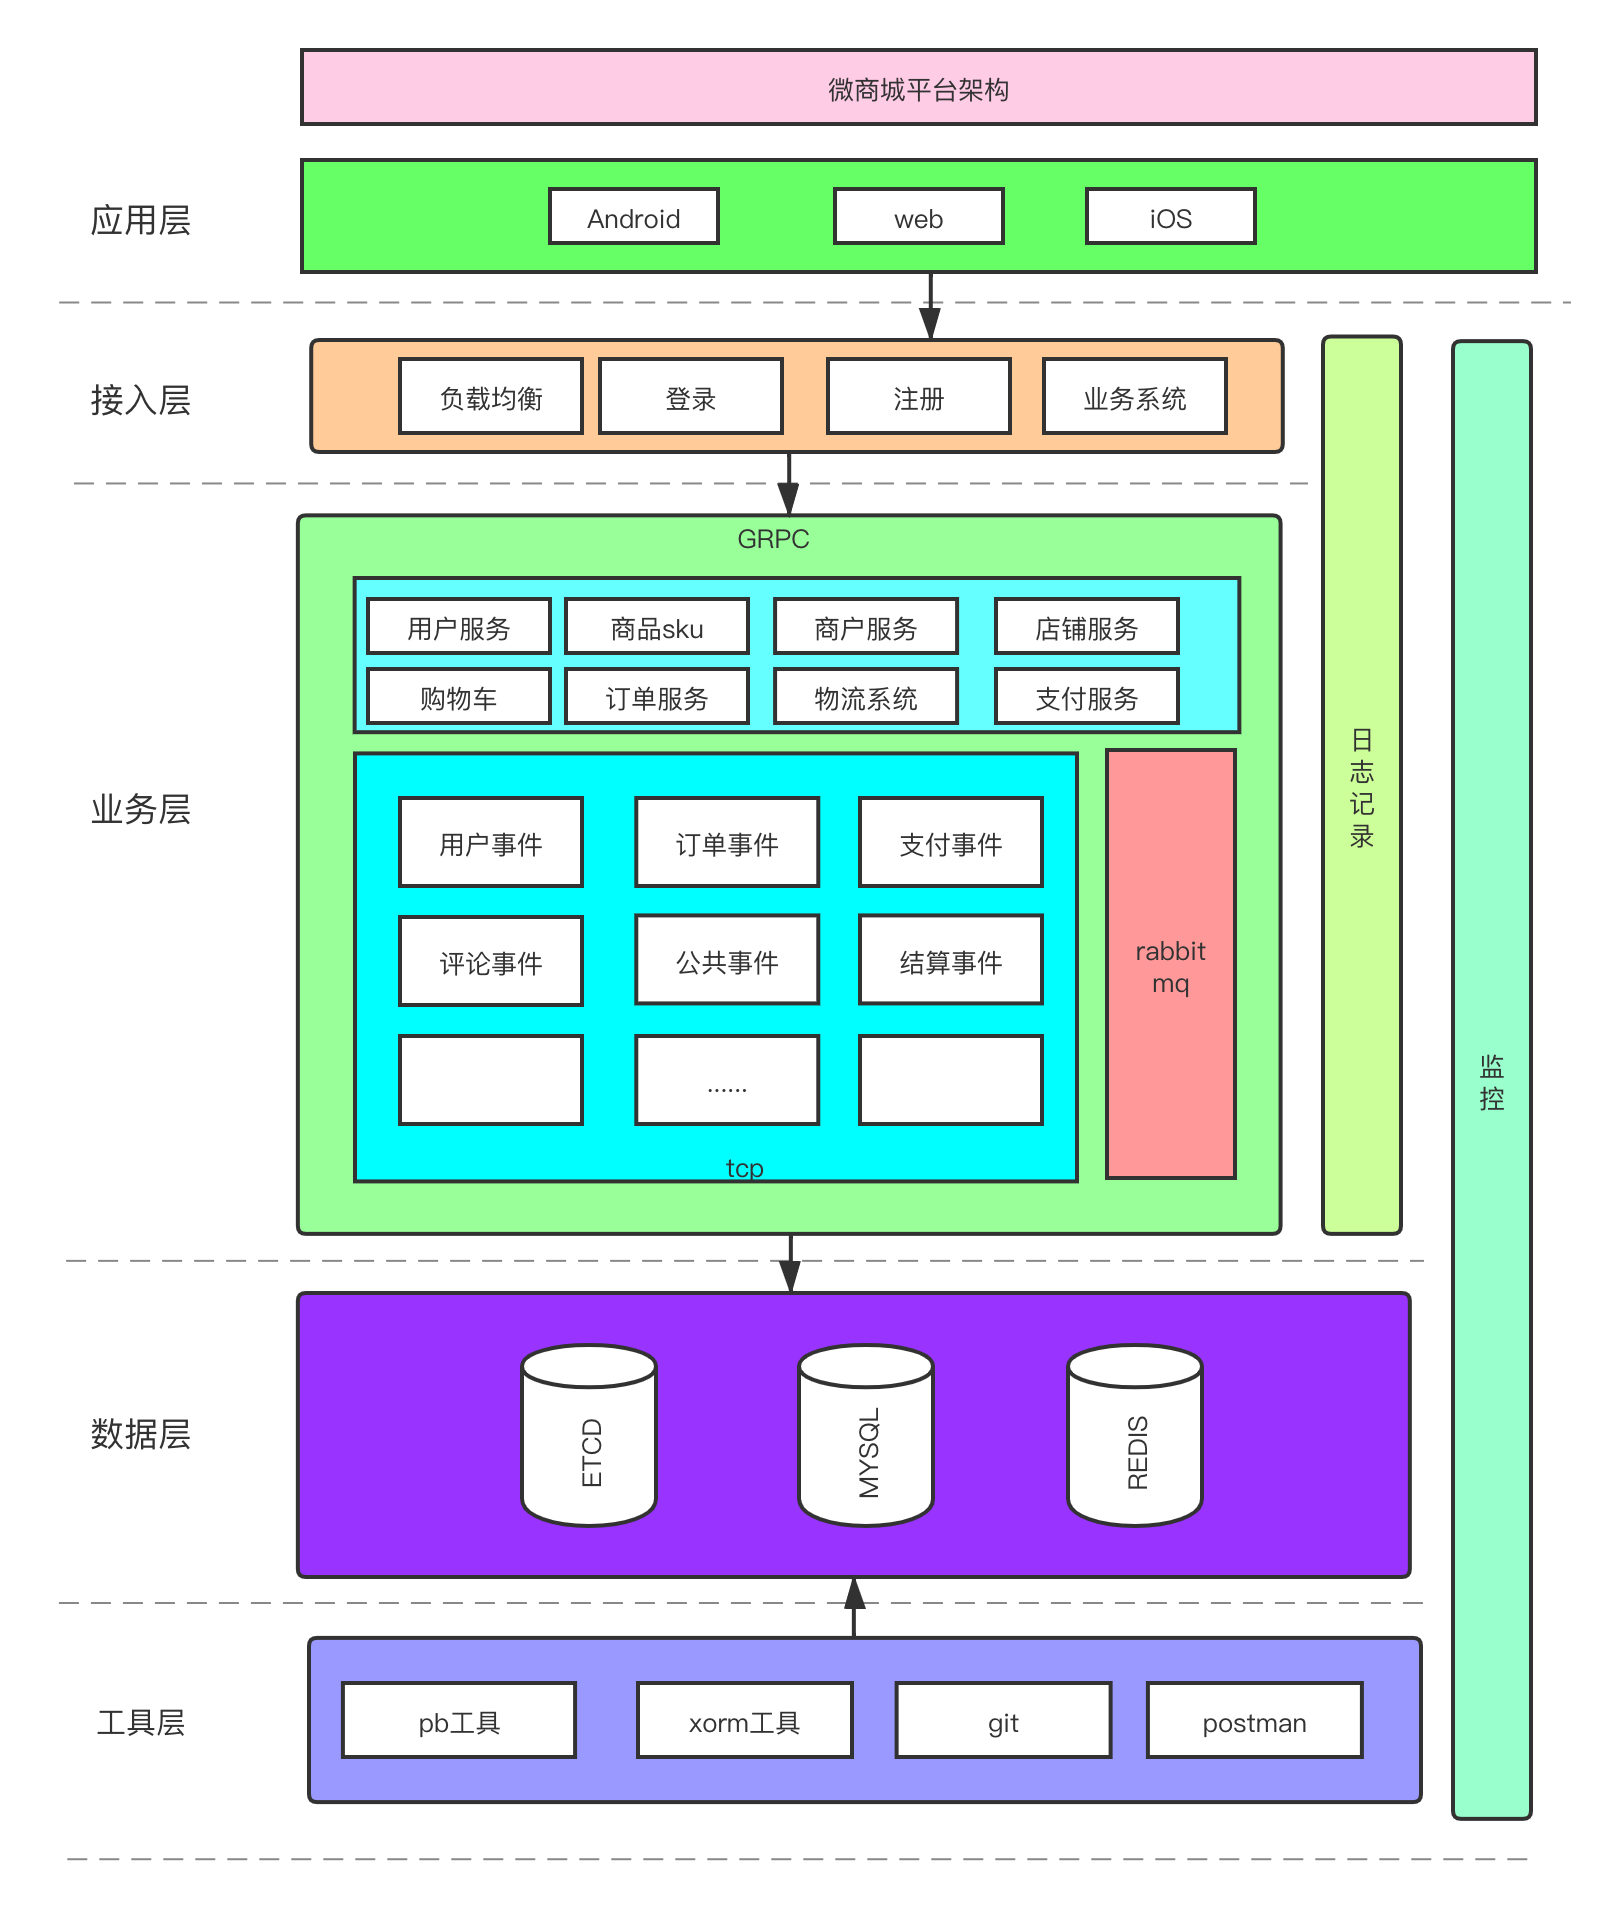 微商城平台架构
应用层
Android
web
iOS
接入层
负载均衡
登录
注册
业务系统
业务层
GRPC
用户服务
商品sku
商户服务
店铺服务
购物车
订单服务
物流系统
支付服务
用户事件
订单事件
支付事件
评论事件
公共事件
结算事件
......
tcp
rabbit
mq
日
志
记
录
监
控
数据层
ETCD
MYSQL
REDIS
工具层
pb工具
xorm工具
git
postman